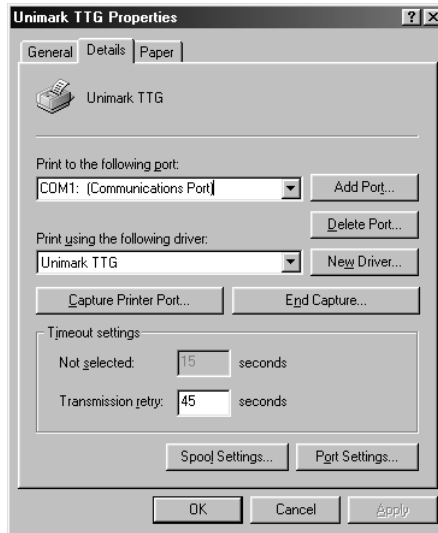 Unimark TTG Properties
General Details Paper
Unimark TTG
Print to the following port:
COM1: (Communications Port)
Add Port...
Delete Port...
Print using the following driver:
Unimark TTG
New Driver...
Capture Printer Port... End Capture...
Timeout settings
Not selected: 15 seconds
Transmission retry: 45 seconds
Spool Settings... Port Settings...
OK Cancel Apply